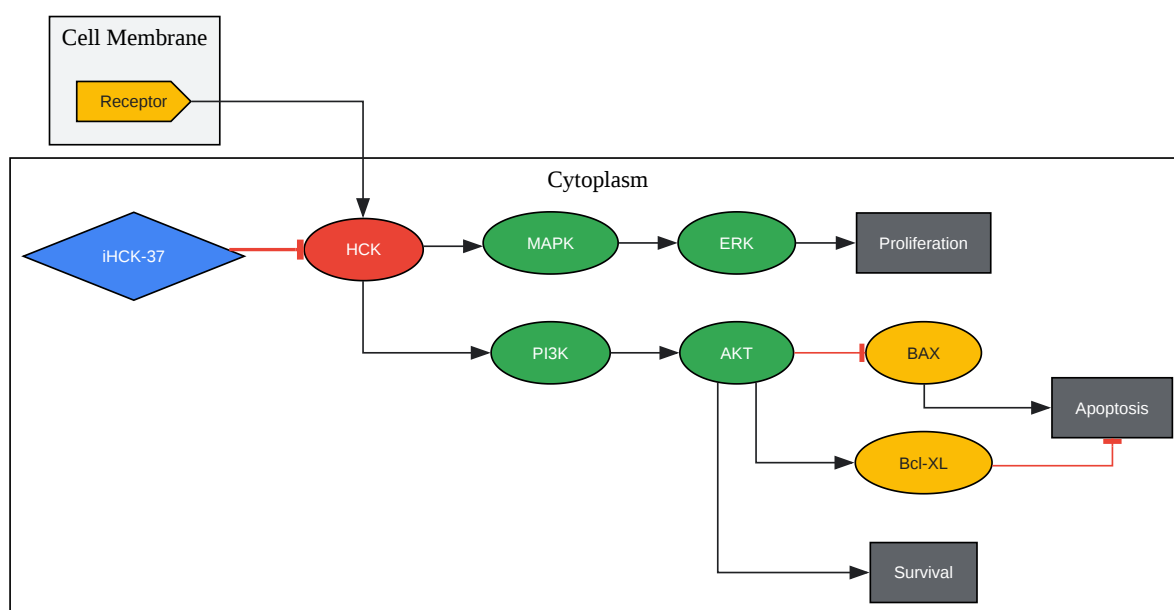 Cell Membrane
Receptor
Cytoplasm
iHCK-37
HCK
MAPK
ERK
Proliferation
PI3K
AKT
BAX
Apoptosis
Bcl-XL
Survival